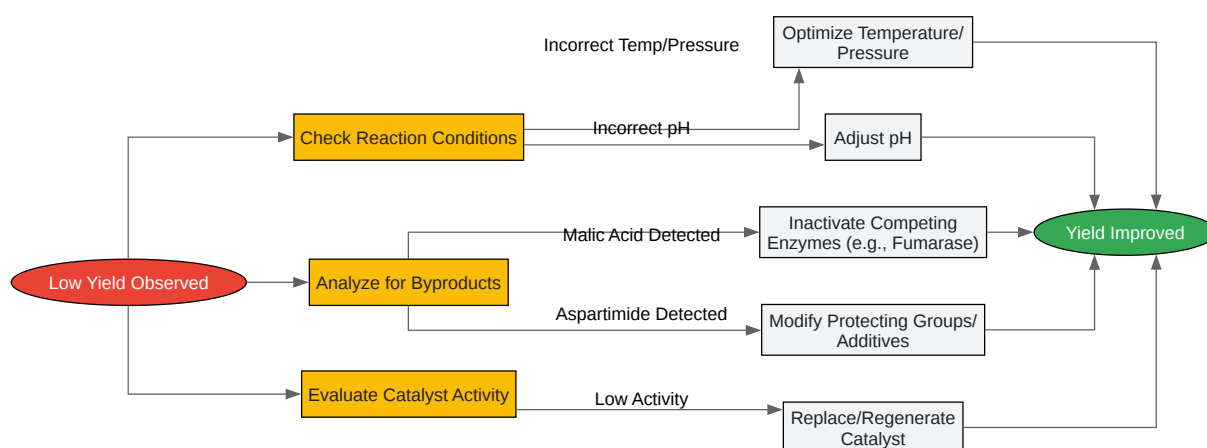 Incorrect Temp/Pressure
Optimize Temperature/
Pressure
Check Reaction Conditions
Incorrect pH
Adjust pH
Malic Acid Detected
Inactivate Competing
Enzymes (e.g., Fumarase)
Yield Improved
Low Yield Observed
Analyze for Byproducts
Aspartimide Detected
Modify Protecting Groups/
Additives
Evaluate Catalyst Activity
Low Activity
Replace/Regenerate
Catalyst